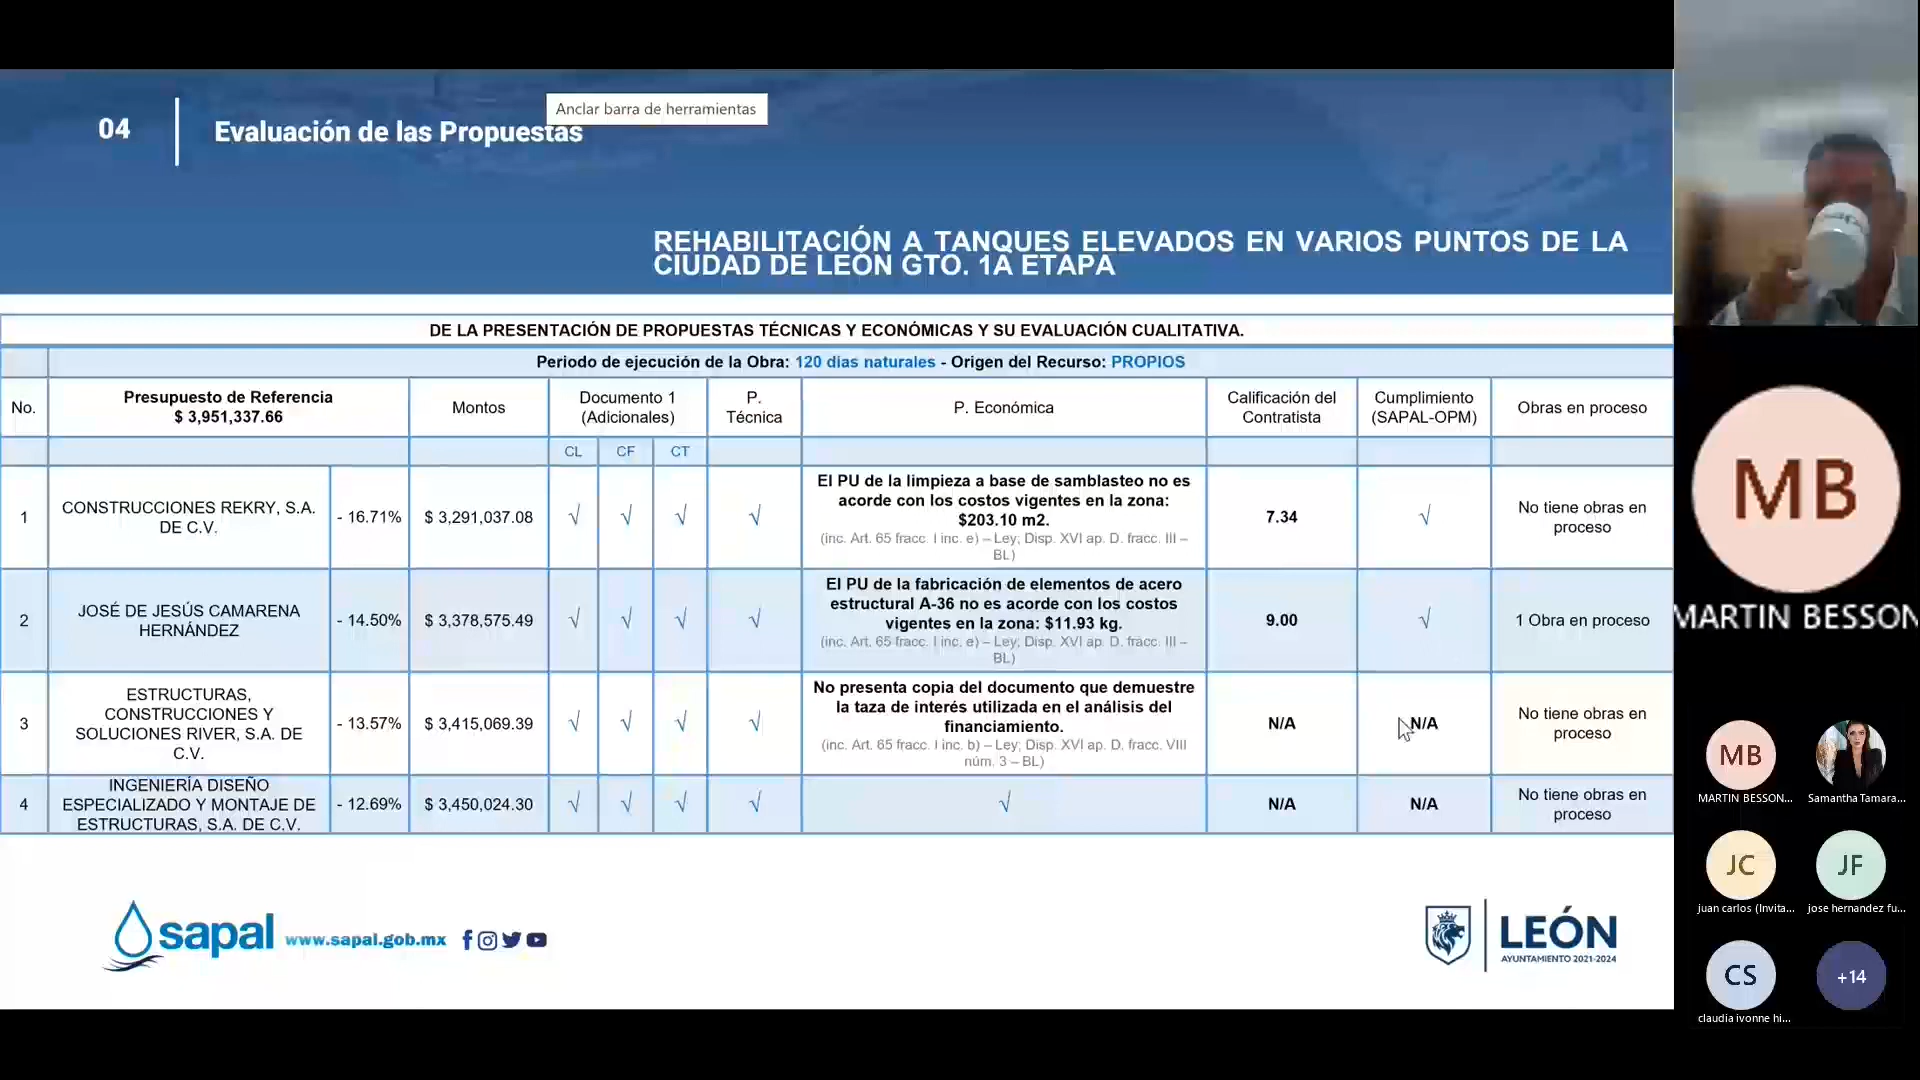 04
Evaluación de las Propuestas
Anclar barra de herramientas
REHABILITACIÓN A TANQUES ELEVADOS EN VARIOS PUNTOS DE LA
CIUDAD DE LEÓN GTO. 1A ETAPA
DE LA PRESENTACIÓN DE PROPUESTAS TÉCNICAS Y ECONÓMICAS Y SU EVALUACIÓN CUALITATIVA.
Periodo de ejecución de la Obra: 120 dias naturales - Origen del Recurso: PROPIOS
No.
Presupuesto de Referencia
$ 3,951,337.66
Montos
Documento 1
(Adicionales)
P.
Técnica
P. Económica
Calificación del
Contratista
Cumplimiento
(SAPAL-OPM)
Obras en proceso
CL
CF
CT
1
CONSTRUCCIONES REKRY, S.A.
DE C.V.
- 16.71%
$ 3,291,037.08
√
√
√
√
El PU de la limpieza a base de samblasteo no es
acorde con los costos vigentes en la zona:
$203.10 m2.
(inc. Art. 65 fracc. I inc. e) – Ley; Disp. XVI ap. D. fracc. III –
BL)
7.34
√
No tiene obras en
proceso
2
JOSÉ DE JESÚS CAMARENA
HERNÁNDEZ
- 14.50%
$ 3,378,575.49
√
√
√
√
El PU de la fabricación de elementos de acero
estructural A-36 no es acorde con los costos
vigentes en la zona: $11.93 kg.
(inc. Art. 65 fracc. I inc. e) – Ley; Disp. XVI ap. D. fracc. III –
BL)
9.00
√
1 Obra en proceso
3
ESTRUCTURAS,
CONSTRUCCIONES Y
SOLUCIONES RIVER, S.A. DE
C.V.
- 13.57%
$ 3,415,069.39
√
√
√
√
No presenta copia del documento que demuestre
la taza de interés utilizada en el análisis del
financiamiento.
(inc. Art. 65 fracc. I inc. b) – Ley; Disp. XVI ap. D. fracc. VIII
núm. 3 – BL)
N/A
N/A
No tiene obras en
proceso
4
INGENIERÍA DISEÑO
ESPECIALIZADO Y MONTAJE DE
ESTRUCTURAS, S.A. DE C.V.
- 12.69%
$ 3,450,024.30
√
√
√
√
√
N/A
N/A
No tiene obras en
proceso
sapal
www.sapal.gob.mx
LEÓN
AYUNTAMIENTO 2021-2024
MB
MARTIN BESSON
MB
MARTIN BESSON...
Samantha Tamara...
JC
juan carlos (Invita...
JF
jose hernandez fu...
CS
claudia ivonne hi...
+14